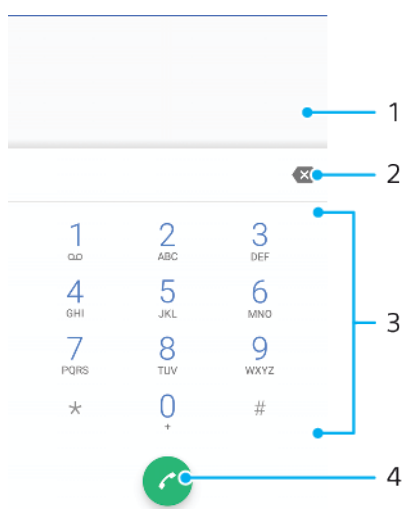 1
2
1 2 3
ABC DEF
4 5 6
GHI JKL MNO
3
7 8 9
PQRS TUV WXYZ
* 0 #
+
4